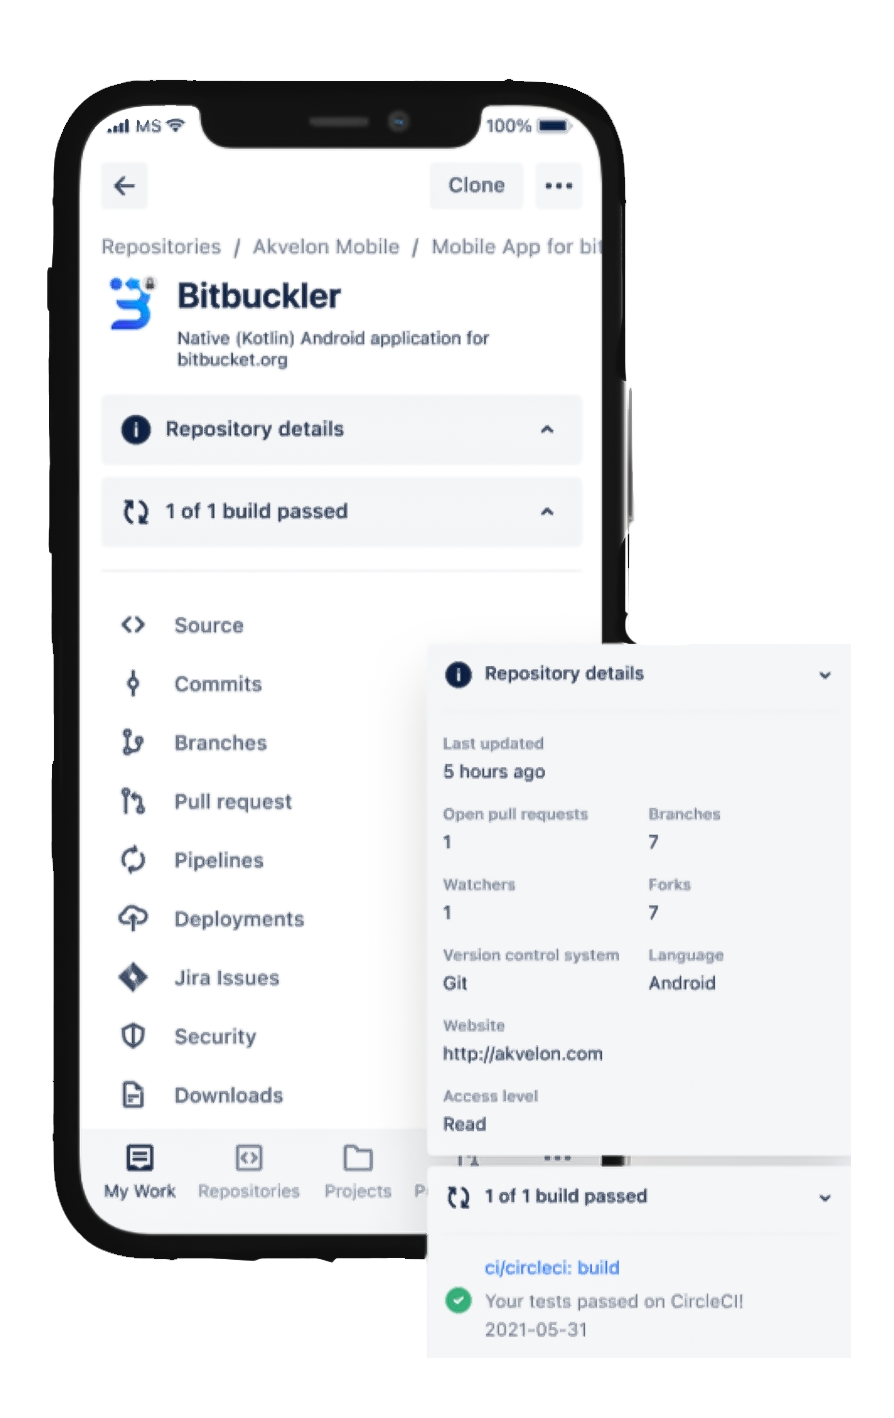 MS
100%
Clone
Repositories / Akvelon Mobile / Mobile App for bit
Bitbuckler
Native (Kotlin) Android application for
bitbucket.org
Repository details
1 of 1 build passed
Source
Commits
Branches
Pull request
Pipelines
Deployments
Jira Issues
Security
Downloads
My Work
Repositories
Projects
P
Repository details
Last updated
5 hours ago
Open pull requests
1
Branches
7
Watchers
1
Forks
7
Version control system
Git
Language
Android
Website
http://akvelon.com
Access level
Read
1 of 1 build passed
ci/circleci: build
Your tests passed on CircleCI!
2021-05-31